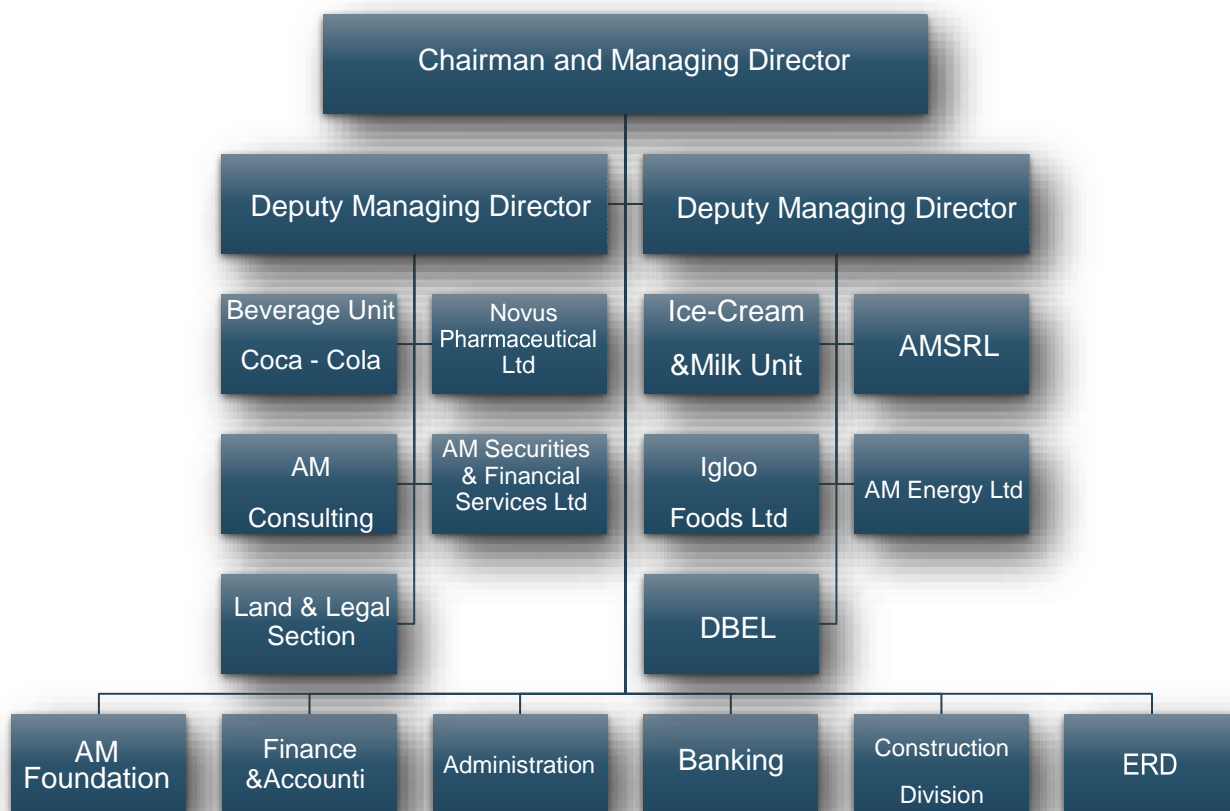 Chairman and Managing Director
Deputy Managing Director
Deputy Managing Director
Beverage Unit
Coca - Cola
Novus
Pharmaceutical
Ltd
Ice-Cream
&Milk Unit
AMSRL
AM
Consulting
AM Securities
& Financial
Services Ltd
Igloo
Foods Ltd
AM Energy Ltd
Land & Legal
Section
DBEL
AM
Foundation
Finance
&Accounti
Administration
Banking
Construction
Division
ERD